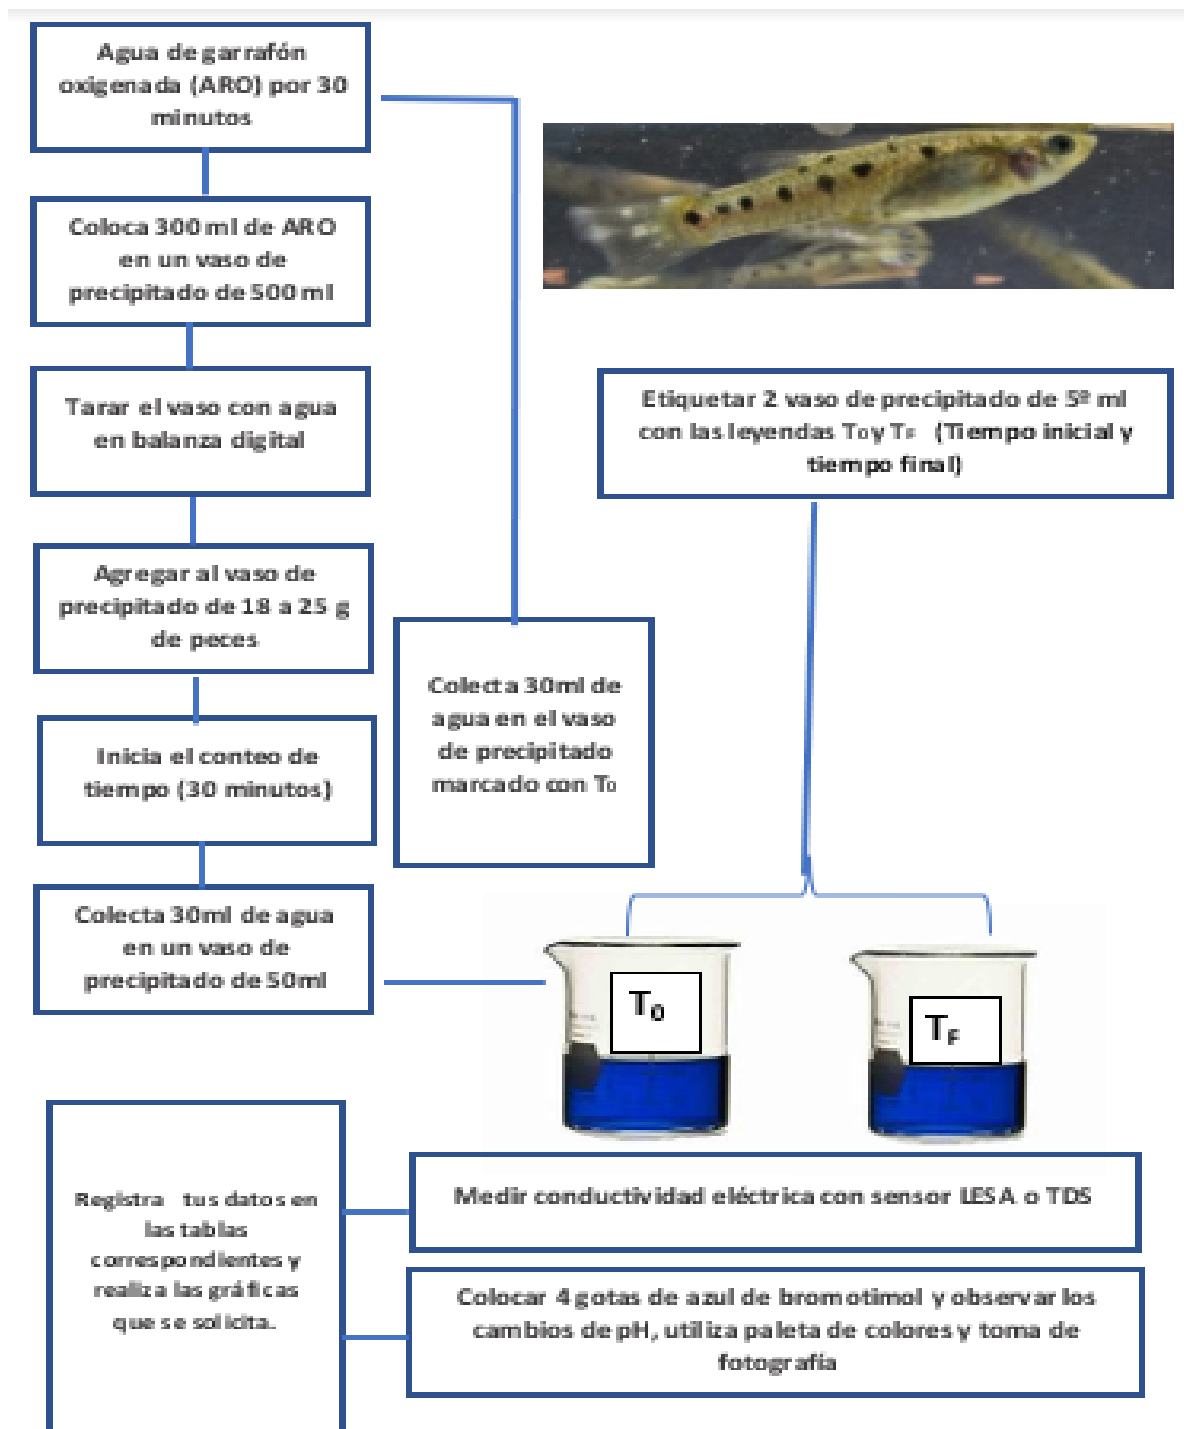 Agua de garrafón
oxigenada (ARO) por 30
minutos
Coloca 300 ml de ARO
en un vaso de
precipitado de 500 ml
Tarar el vaso con agua
en balanza digital
Agregar al vaso de
precipitado de 18 a 25 g
de peces
Inicia el conteo de
tiempo (30 minutos)
Colecta 30ml de agua
en un vaso de
precipitado de 50ml
Colecta 30ml de
agua en el vaso
de precipitado
marcado con T₀
Etiquetar 2 vaso de precipitado de 5º ml
con las leyendas T₀ y TF (Tiempo inicial y
tiempo final)
T₀
TF
Registra tus datos en
las tablas
correspondientes y
realiza las gráficas
que se solicita.
Medir conductividad eléctrica con sensor LESA o TDS
Colocar 4 gotas de azul de bromotimol y observar los
cambios de pH, utiliza paleta de colores y toma de
fotografía